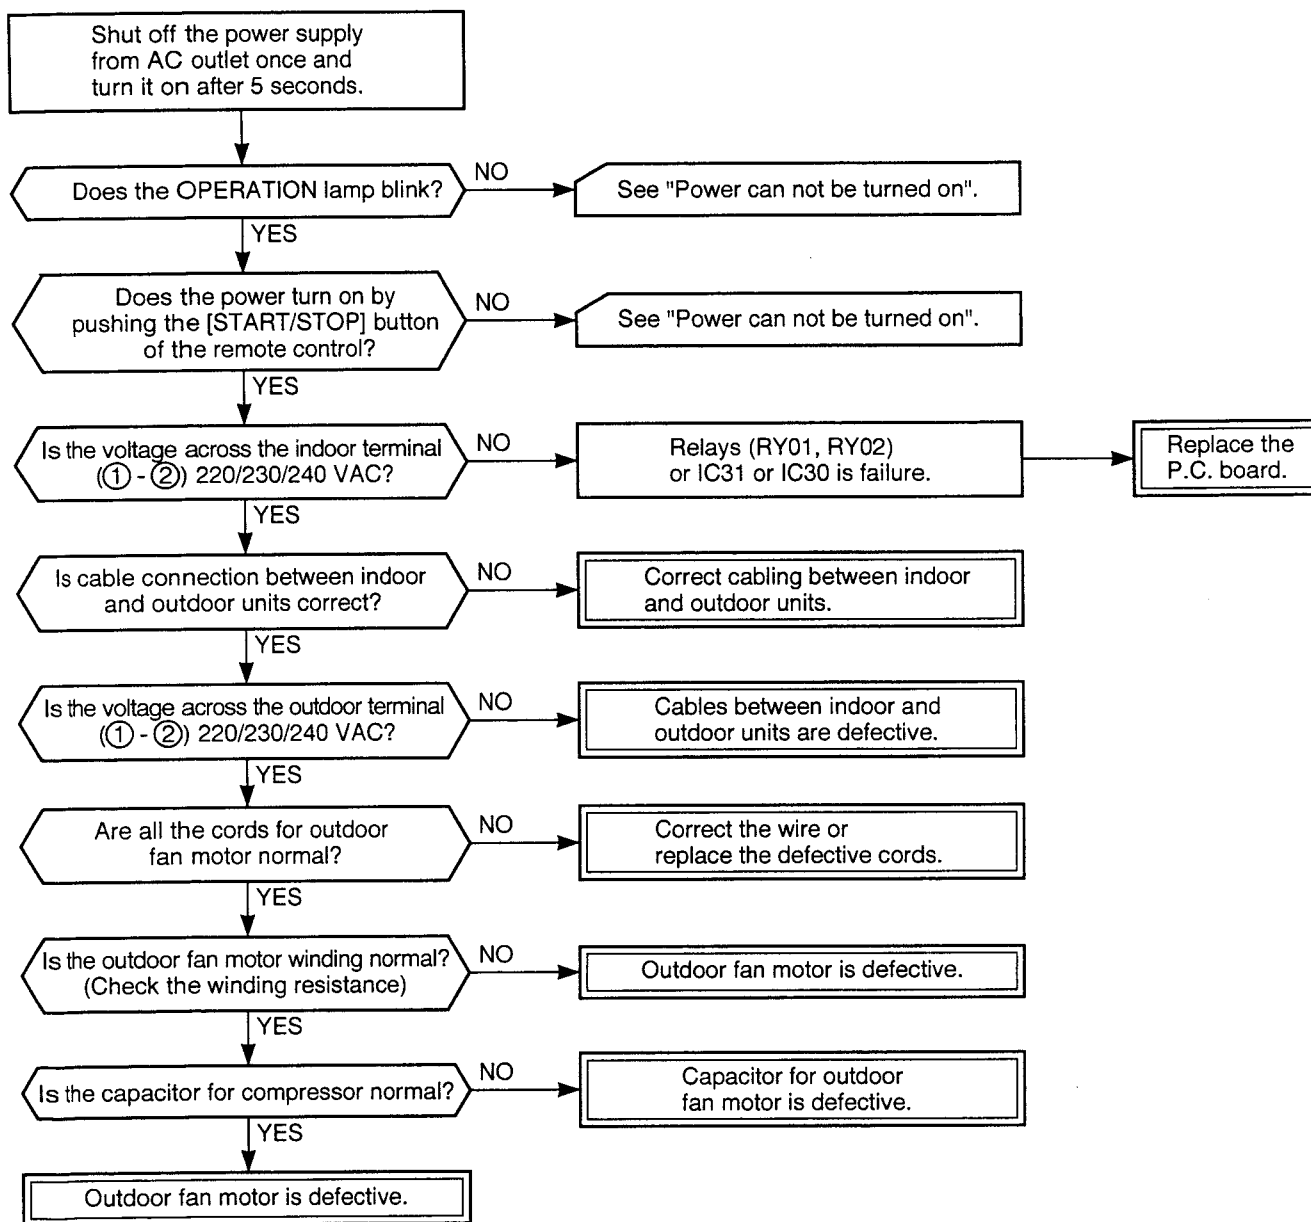 Shut off the power supply
from AC outlet once and
turn it on after 5 seconds.
Does the OPERATION lamp blink?
NO
See "Power can not be turned on".
YES
Does the power turn on by
pushing the [START/STOP] button
of the remote control?
NO
See "Power can not be turned on".
YES
Is the voltage across the indoor terminal
(① - ②) 220/230/240 VAC?
NO
Relays (RY01, RY02)
or IC31 or IC30 is failure.
Replace the
P.C. board.
YES
Is cable connection between indoor
and outdoor units correct?
NO
Correct cabling between indoor
and outdoor units.
YES
Is the voltage across the outdoor terminal
(① - ②) 220/230/240 VAC?
NO
Cables between indoor and
outdoor units are defective.
YES
Are all the cords for outdoor
fan motor normal?
NO
Correct the wire or
replace the defective cords.
YES
Is the outdoor fan motor winding normal?
(Check the winding resistance)
NO
Outdoor fan motor is defective.
YES
Is the capacitor for compressor normal?
NO
Capacitor for outdoor
fan motor is defective.
YES
Outdoor fan motor is defective.